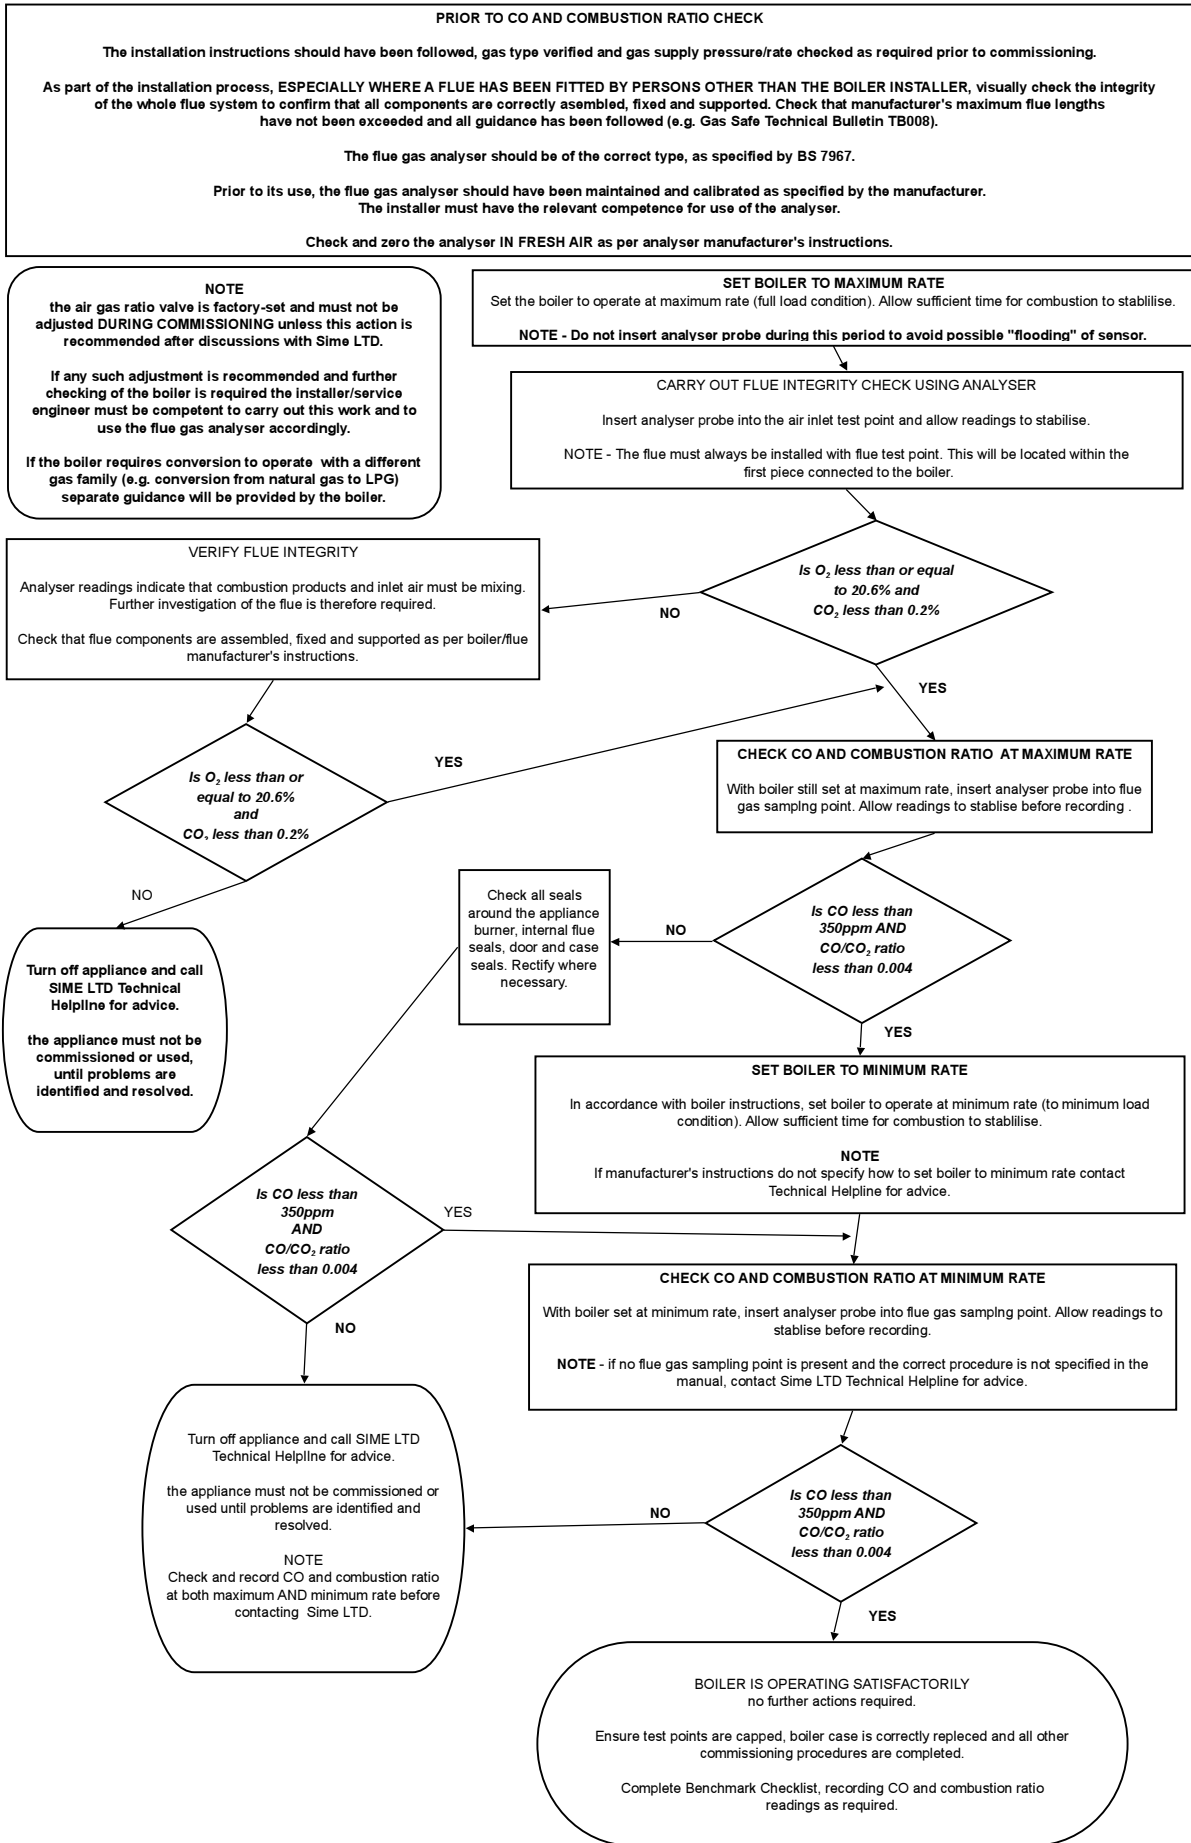 PRIOR TO CO AND COMBUSTION RATIO CHECK
The installation instructions should have been followed, gas type verified and gas supply pressure/rate checked as required prior to commissioning.
As part of the installation process, ESPECIALLY WHERE A FLUE HAS BEEN FITTED BY PERSONS OTHER THAN THE BOILER INSTALLER, visually check the integrity
of the whole flue system to confirm that all components are correctly asembled, fixed and supported. Check that manufacturer's maximum flue lengths
have not been exceeded and all guidance has been followed (e.g. Gas Safe Technical Bulletin TB008).
The flue gas analyser should be of the correct type, as specified by BS 7967.
Prior to its use, the flue gas analyser should have been maintained and calibrated as specified by the manufacturer.
The installer must have the relevant competence for use of the analyser.
Check and zero the analyser IN FRESH AIR as per analyser manufacturer's instructions.
NOTE
the air gas ratio valve is factory-set and must not be
adjusted DURING COMMISSIONING unless this action is
recommended after discussions with Sime LTD.
If any such adjustment is recommended and further
checking of the boiler is required the installer/service
engineer must be competent to carry out this work and to
use the flue gas analyser accordingly.
If the boiler requires conversion to operate with a different
gas family (e.g. conversion from natural gas to LPG)
separate guidance will be provided by the boiler.
SET BOILER TO MAXIMUM RATE
Set the boiler to operate at maximum rate (full load condition). Allow sufficient time for combustion to stablilise.
NOTE - Do not insert analyser probe during this period to avoid possible "flooding" of sensor.
CARRY OUT FLUE INTEGRITY CHECK USING ANALYSER
Insert analyser probe into the air inlet test point and allow readings to stabilise.
NOTE - The flue must always be installed with flue test point. This will be located within the
first piece connected to the boiler.
Is O₂ less than or equal
to 20.6% and
CO₂ less than 0.2%
NO
YES
VERIFY FLUE INTEGRITY
Analyser readings indicate that combustion products and inlet air must be mixing.
Further investigation of the flue is therefore required.
Check that flue components are assembled, fixed and supported as per boiler/flue
manufacturer's instructions.
Is O₂ less than or
equal to 20.6%
and
CO₂ less than 0.2%
YES
NO
Turn off appliance and call
SIME LTD Technical
Helpline for advice.
the appliance must not be
commissioned or used,
until problems are
identified and resolved.
CHECK CO AND COMBUSTION RATIO AT MAXIMUM RATE
With boiler still set at maximum rate, insert analyser probe into flue
gas samplng point. Allow readings to stablise before recording .
Is CO less than
350ppm AND
CO/CO₂ ratio
less than 0.004
NO
YES
Check all seals
around the appliance
burner, internal flue
seals, door and case
seals. Rectify where
necessary.
SET BOILER TO MINIMUM RATE
In accordance with boiler instructions, set boiler to operate at minimum rate (to minimum load
condition). Allow sufficient time for combustion to stablilise.
NOTE
If manufacturer's instructions do not specify how to set boiler to minimum rate contact
Technical Helpline for advice.
Is CO less than
350ppm
AND
CO/CO₂ ratio
less than 0.004
YES
NO
CHECK CO AND COMBUSTION RATIO AT MINIMUM RATE
With boiler set at minimum rate, insert analyser probe into flue gas samplng point. Allow readings to
stablise before recording.
NOTE - if no flue gas sampling point is present and the correct procedure is not specified in the
manual, contact Sime LTD Technical Helpline for advice.
Turn off appliance and call SIME LTD
Technical Helpline for advice.
the appliance must not be commissioned or
used until problems are identified and
resolved.
NOTE
Check and record CO and combustion ratio
at both maximum AND minimum rate before
contacting Sime LTD.
Is CO less than
350ppm AND
CO/CO₂ ratio
less than 0.004
NO
YES
BOILER IS OPERATING SATISFACTORILY
no further actions required.
Ensure test points are capped, boiler case is correctly repleced and all other
commissioning procedures are completed.
Complete Benchmark Checklist, recording CO and combustion ratio
readings as required.